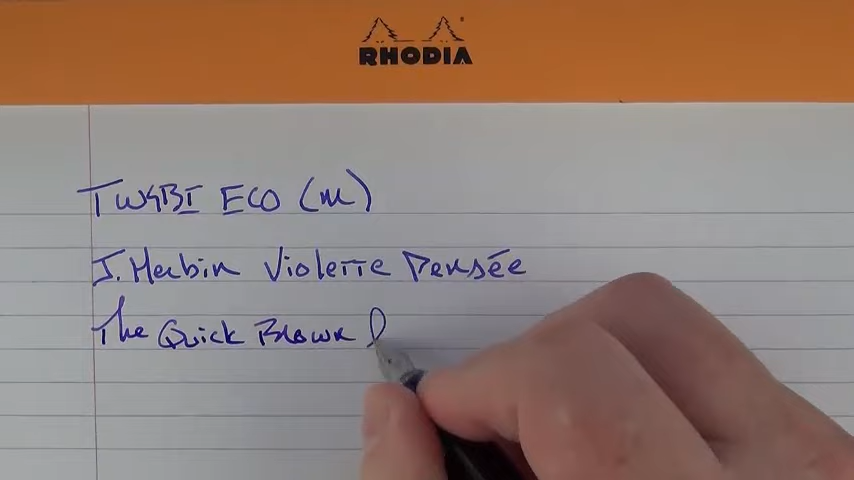 RHODIA
TWSBI ECO (M)
J. Herbin Violette Pensée
The Quick Brown